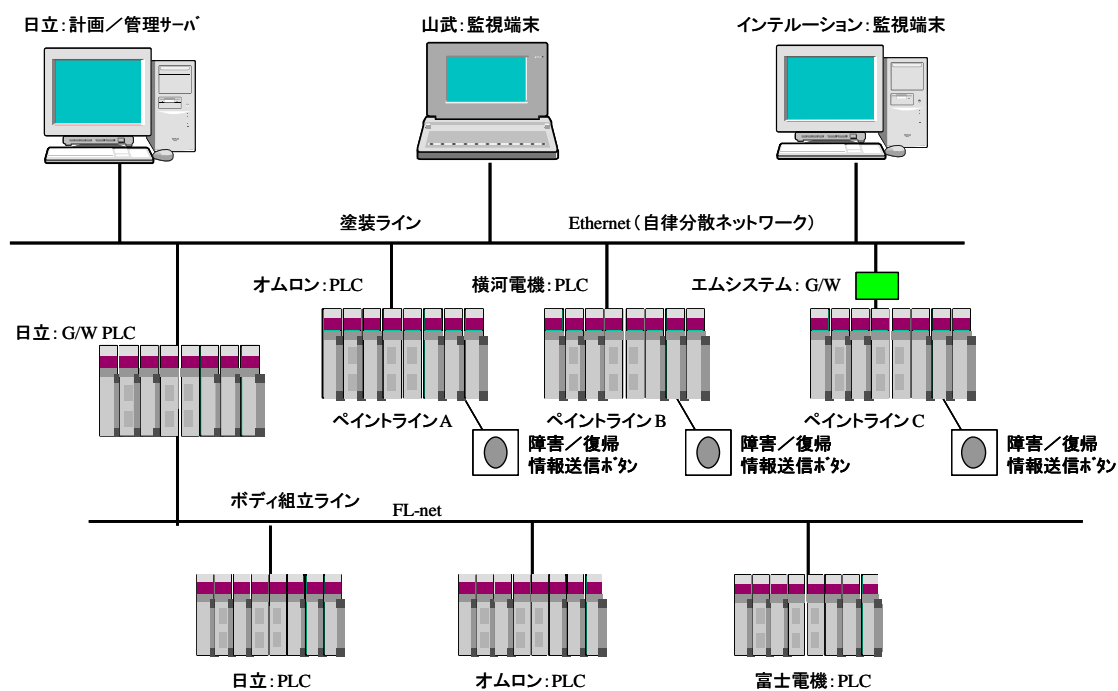 日立：計画／管理ｻｰﾊﾞ
山武：監視端末
インテルーション：監視端末
塗装ライン
Ethernet（自律分散ネットワーク）
オムロン：PLC
横河電機：PLC
エムシステム：G/W
日立：G/W PLC
ペイントラインA
ペイントラインB
ペイントラインC
障害／復帰
情報送信ﾎﾞﾀﾝ
障害／復帰
情報送信ﾎﾞﾀﾝ
障害／復帰
情報送信ﾎﾞﾀﾝ
ボディ組立ライン
FL-net
日立：PLC
オムロン：PLC
富士電機：PLC